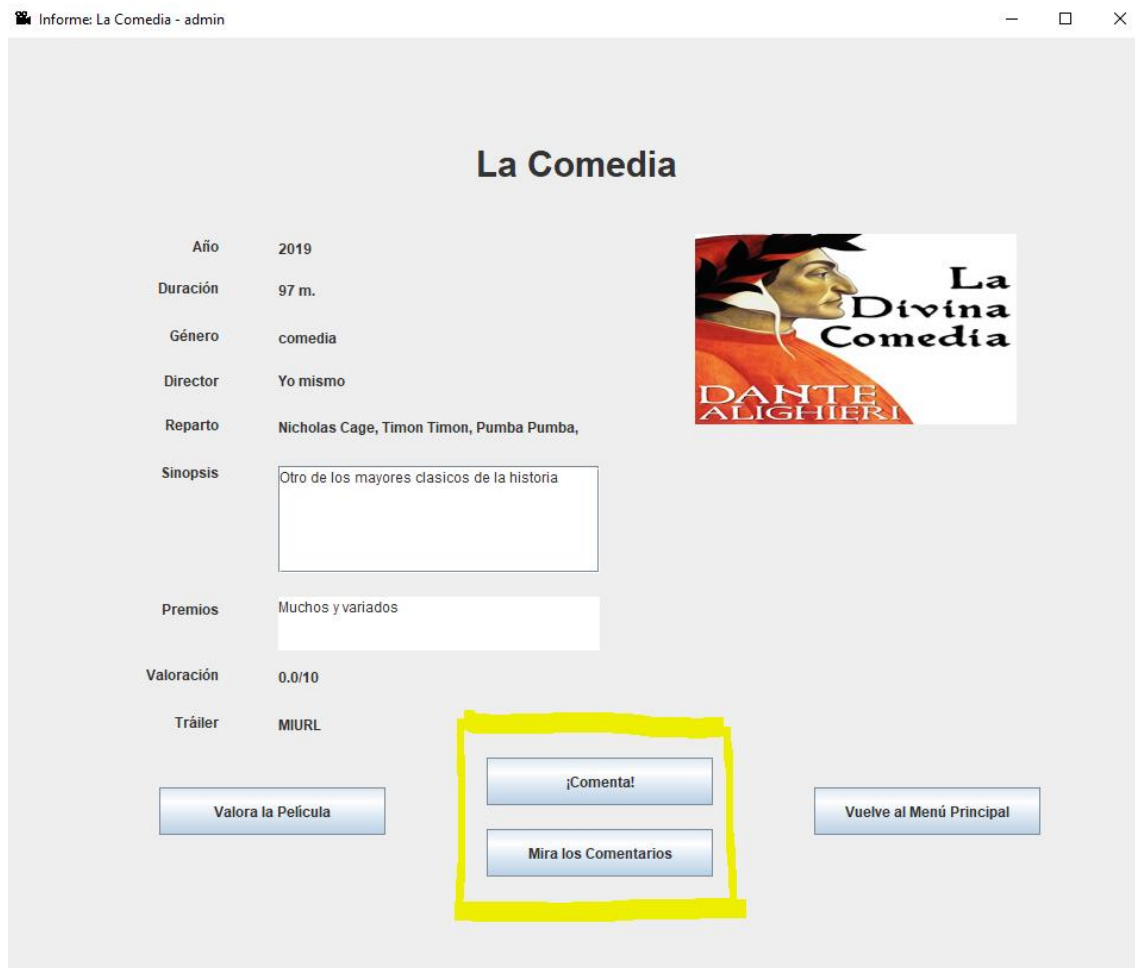 Informe: La Comedia - admin
La Comedia
Año 2019
Duración 97 m.
Género comedia
Director Yo mismo
Reparto Nicholas Cage, Timon Timon, Pumba Pumba,
Sinopsis Otro de los mayores clasicos de la historia
Premios Muchos y variados
Valoración 0.0/10
Tráiler MIURL
La
Divina
Comedia
DANTE
ALIGHIERI
¡Comenta!
Valora la Película
Mira los Comentarios
Vuelve al Menú Principal